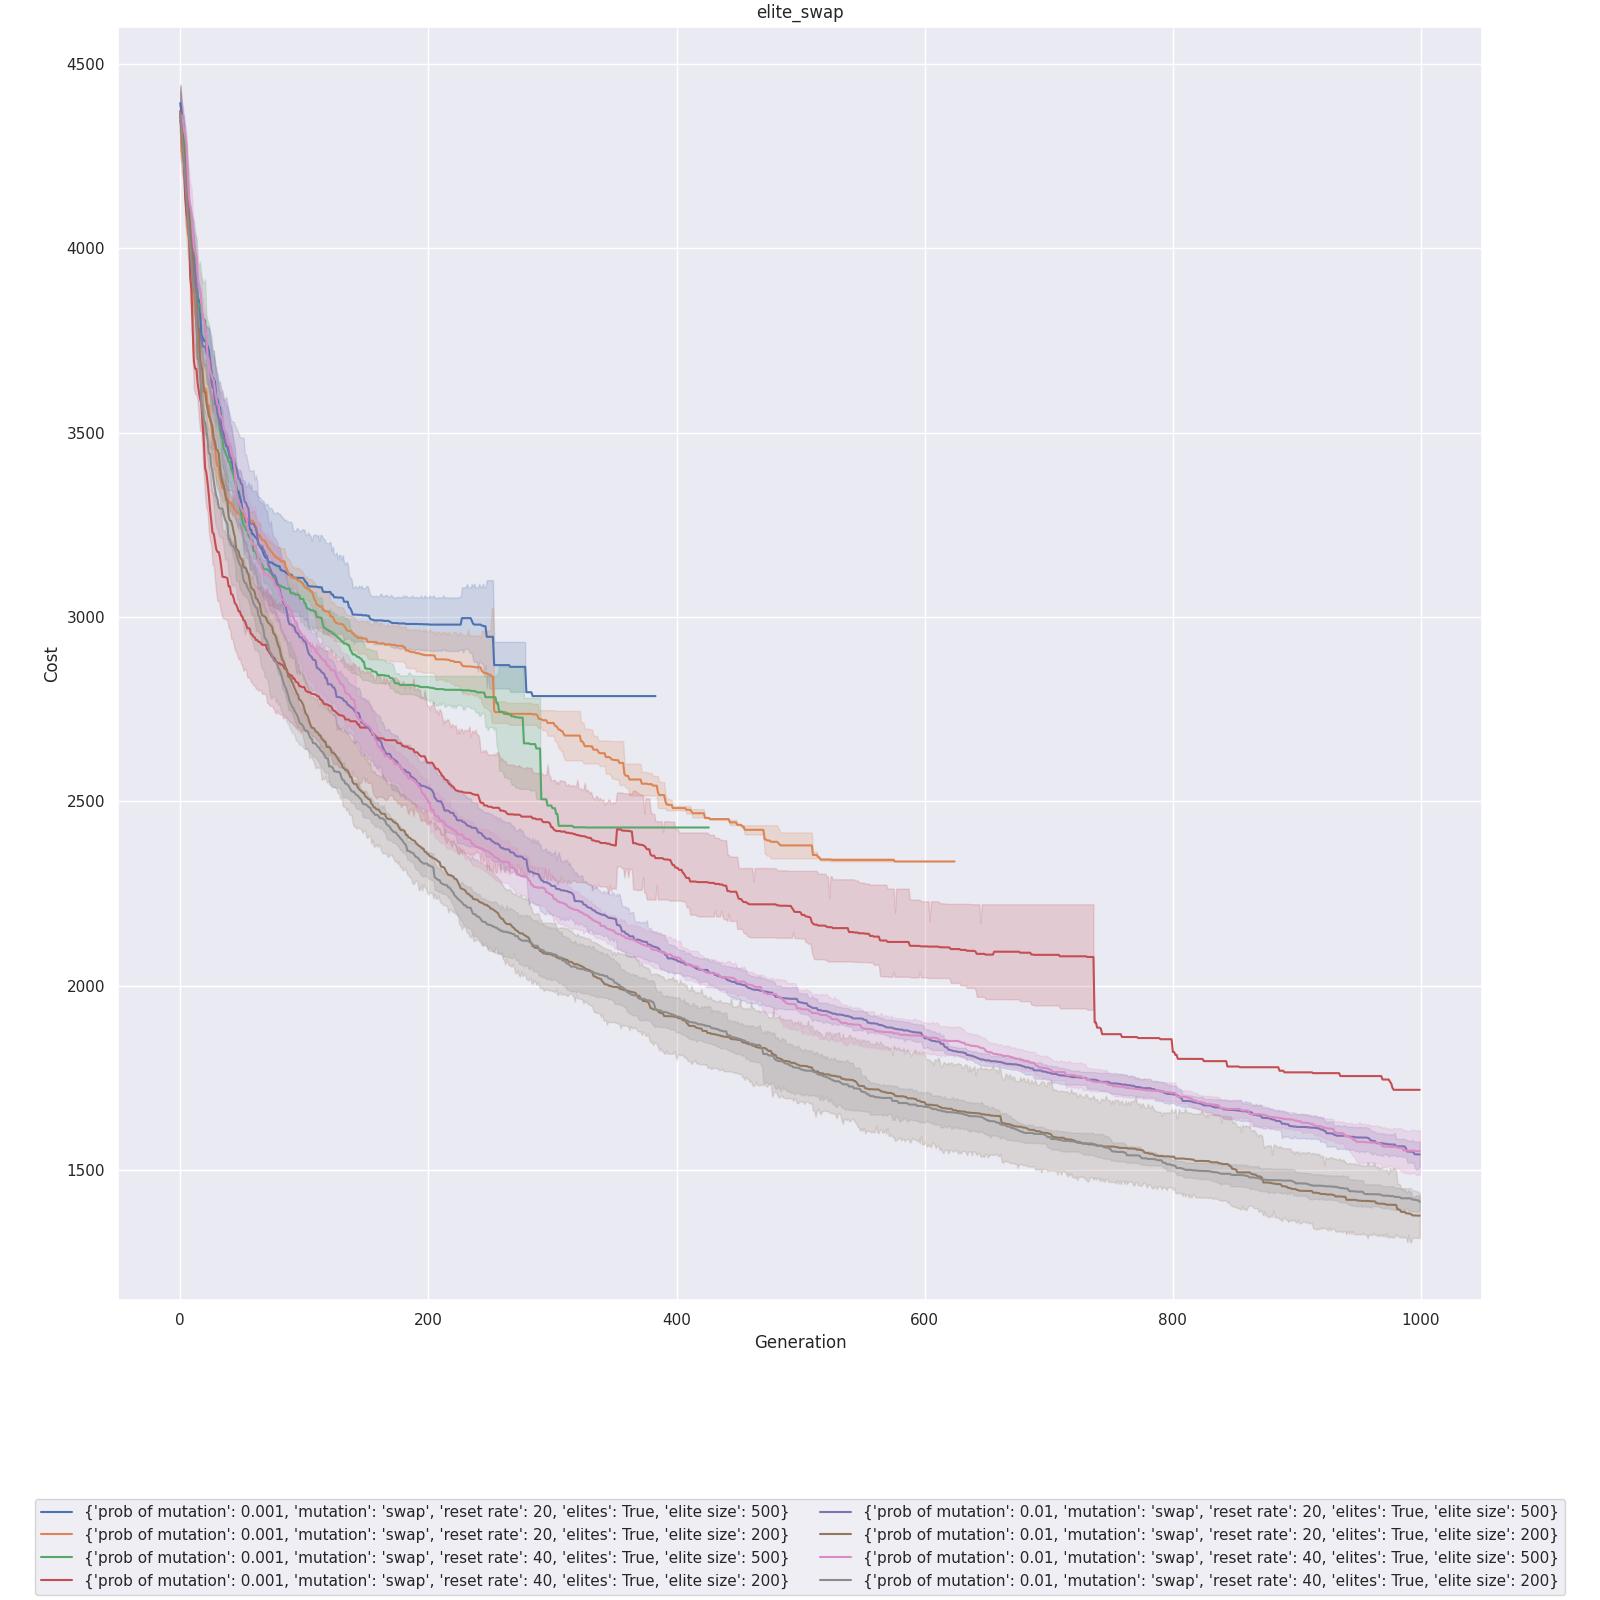 elite_swap
4500
4000
3500
3000
2500
2000
1500
Cost
0 200 400 600 800 1000
Generation
{'prob of mutation': 0.001, 'mutation': 'swap', 'reset rate': 20, 'elites': True, 'elite size': 500}
{'prob of mutation': 0.001, 'mutation': 'swap', 'reset rate': 20, 'elites': True, 'elite size': 200}
{'prob of mutation': 0.001, 'mutation': 'swap', 'reset rate': 40, 'elites': True, 'elite size': 500}
{'prob of mutation': 0.001, 'mutation': 'swap', 'reset rate': 40, 'elites': True, 'elite size': 200}
{'prob of mutation': 0.01, 'mutation': 'swap', 'reset rate': 20, 'elites': True, 'elite size': 500}
{'prob of mutation': 0.01, 'mutation': 'swap', 'reset rate': 20, 'elites': True, 'elite size': 200}
{'prob of mutation': 0.01, 'mutation': 'swap', 'reset rate': 40, 'elites': True, 'elite size': 500}
{'prob of mutation': 0.01, 'mutation': 'swap', 'reset rate': 40, 'elites': True, 'elite size': 200}